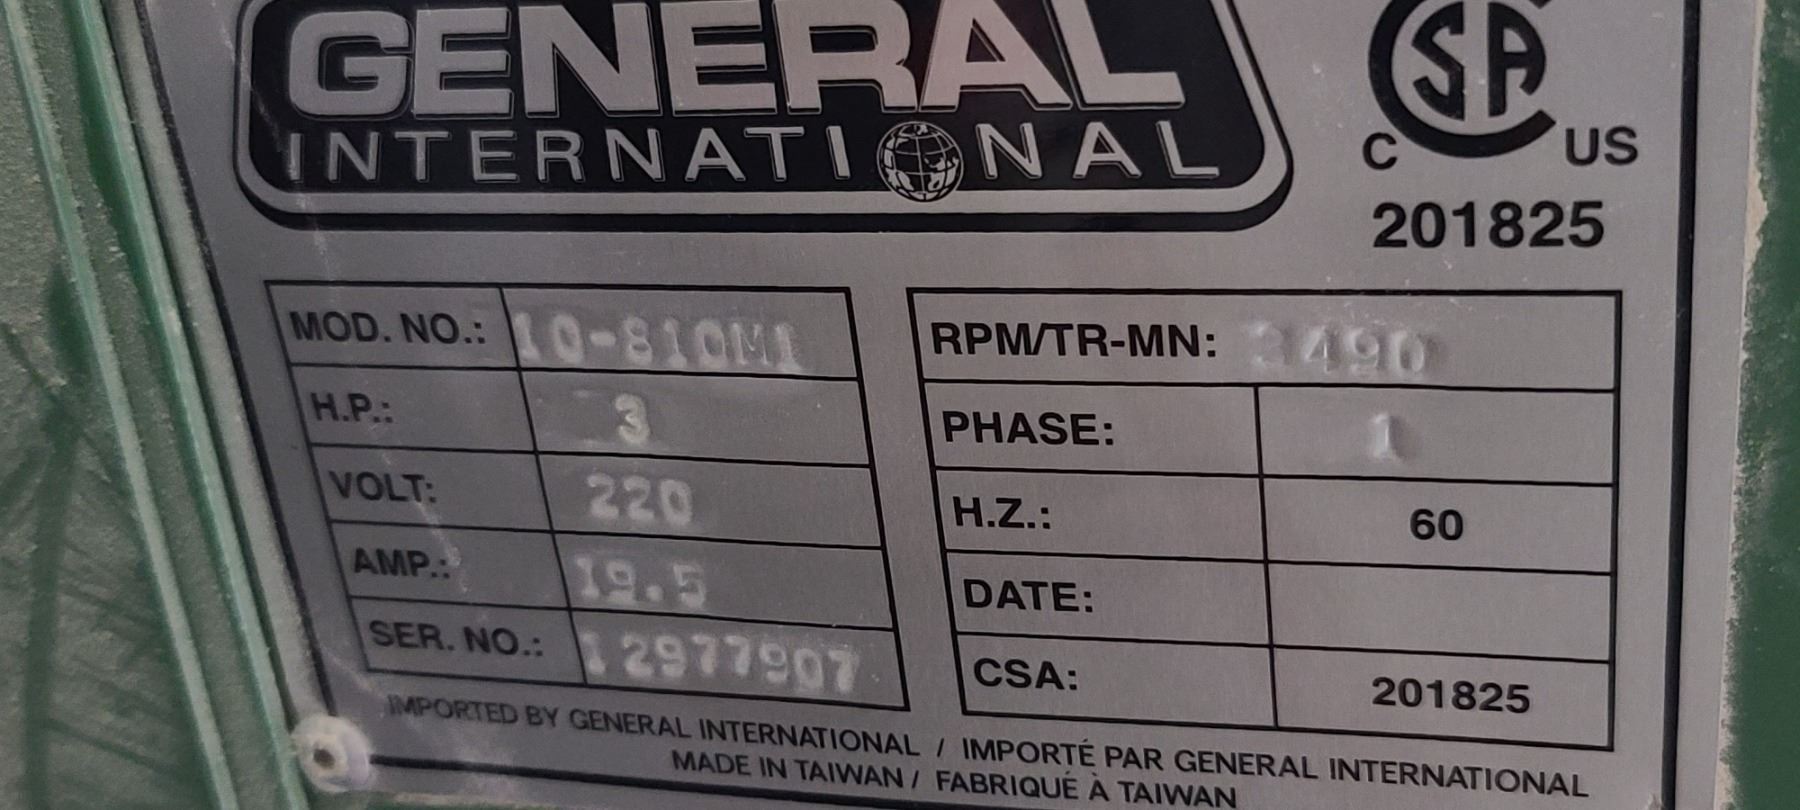 GENERAL
INTERNATIONAL
CSA
C US
201825
MOD. NO.: 10-810M1
H.P.: 3
VOLT: 220
AMP.: 19.5
SER. NO.: 12977907
RPM/TR-MN: 3490
PHASE: 1
H.Z.: 60
DATE:
CSA: 201825
IMPORTED BY GENERAL INTERNATIONAL / IMPORTÉ PAR GENERAL INTERNATIONAL
MADE IN TAIWAN / FABRIQUÉ À TAIWAN